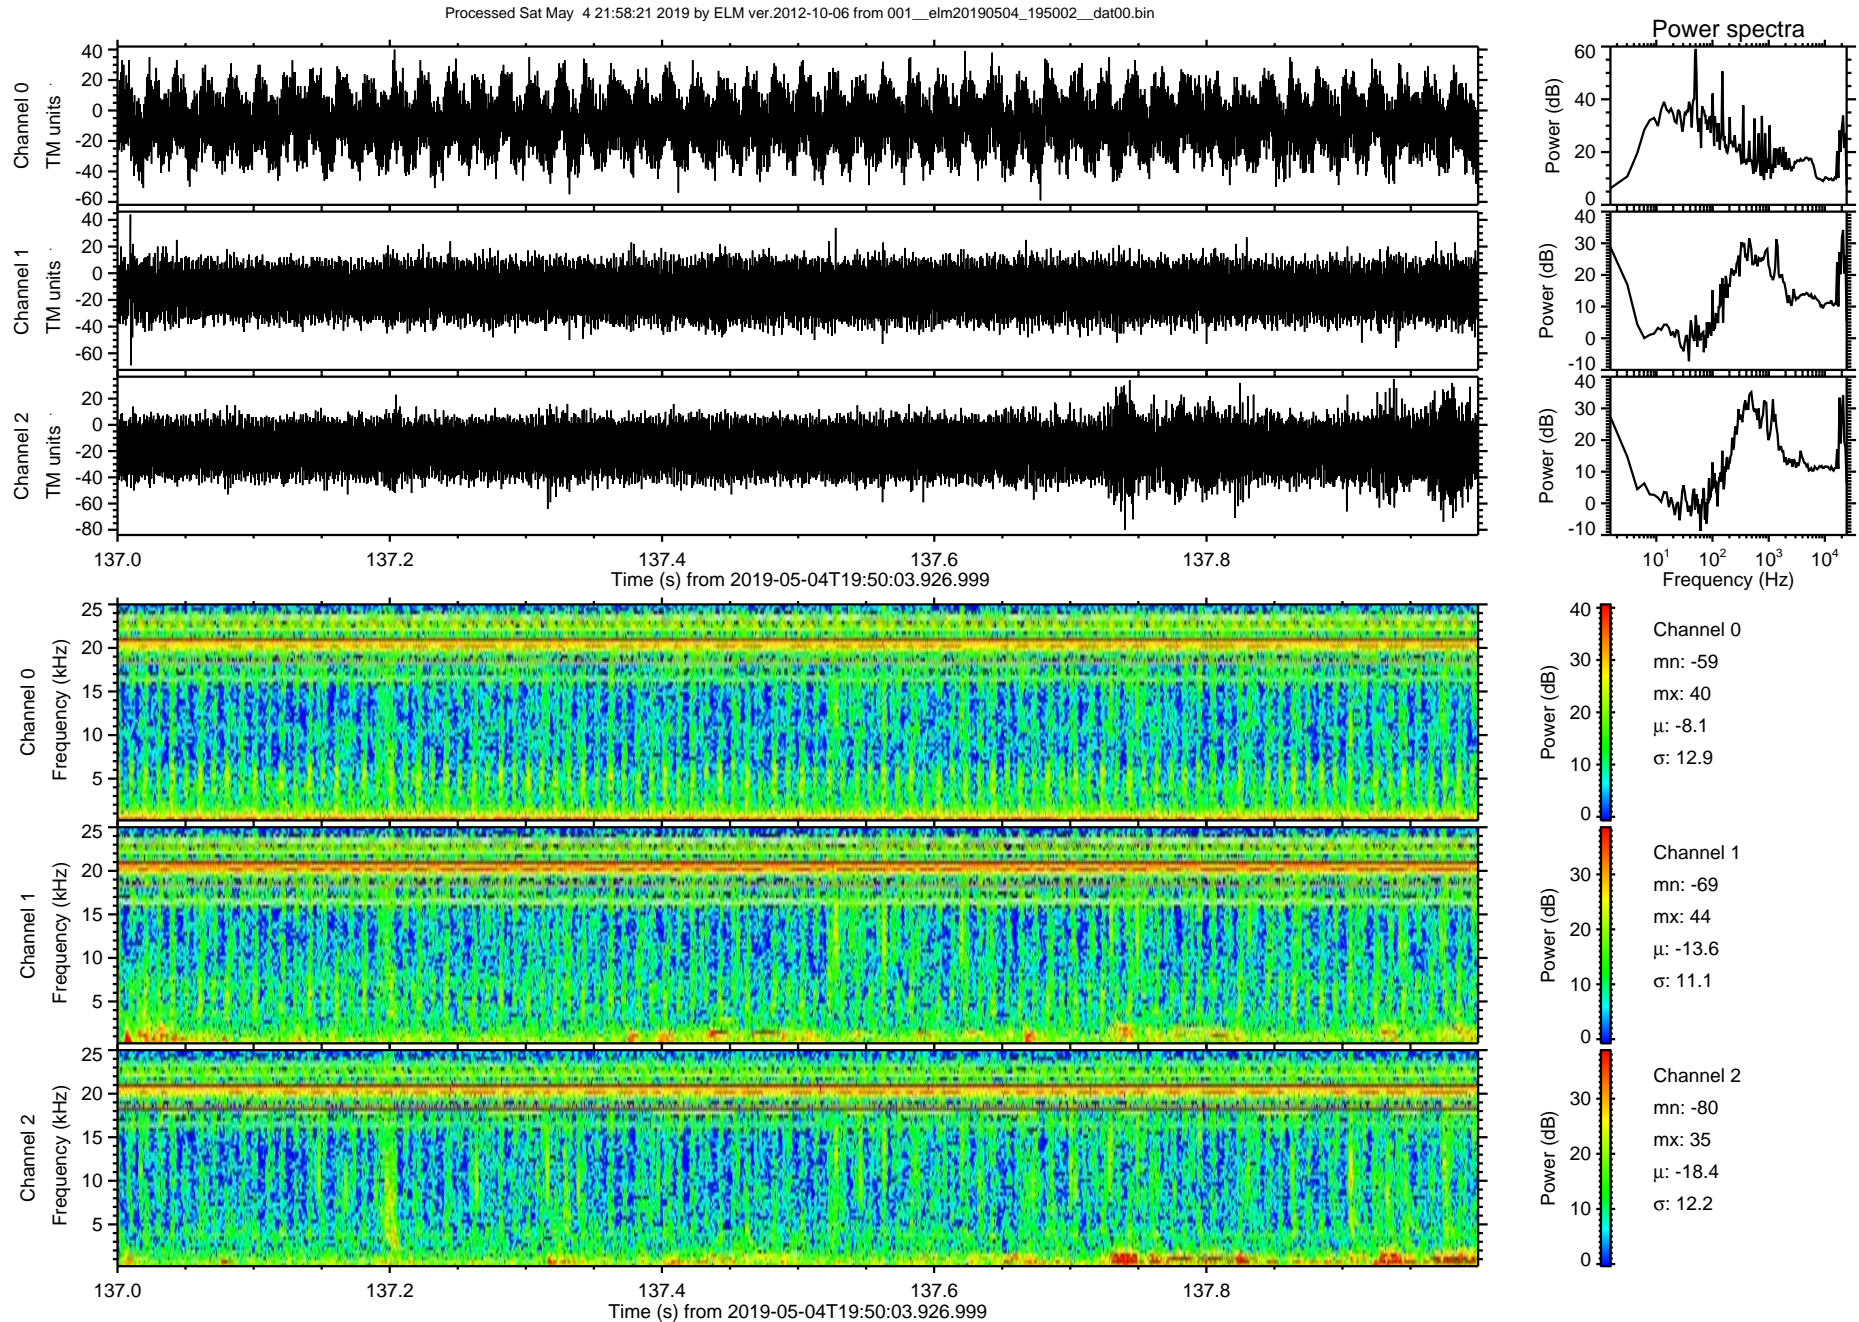 Processed Sat May  4 21:58:21 2019 by ELM ver.2012-10-06 from 001__elm20190504_195002__dat00.bin
Power spectra
Channel 0
TM units
40
20
0
-20
-40
-60
Power (dB)
60
40
20
0
Channel 1
TM units
40
20
0
-20
-40
-60
Power (dB)
40
30
20
10
0
-10
Channel 2
TM units
20
0
-20
-40
-60
-80
Power (dB)
40
30
20
10
0
-10
137.0 137.2 137.4 137.6 137.8
Time (s) from 2019-05-04T19:50:03.926.999
10¹ 10² 10³ 10⁴
Frequency (Hz)
Channel 0
Frequency (kHz)
25
20
15
10
5
Power (dB)
40
30
20
10
0
Channel 0
mn: -59
mx: 40
μ: -8.1
σ: 12.9
Channel 1
Frequency (kHz)
25
20
15
10
5
Power (dB)
30
20
10
0
Channel 1
mn: -69
mx: 44
μ: -13.6
σ: 11.1
Channel 2
Frequency (kHz)
25
20
15
10
5
Power (dB)
30
20
10
0
Channel 2
mn: -80
mx: 35
μ: -18.4
σ: 12.2
137.0 137.2 137.4 137.6 137.8
Time (s) from 2019-05-04T19:50:03.926.999